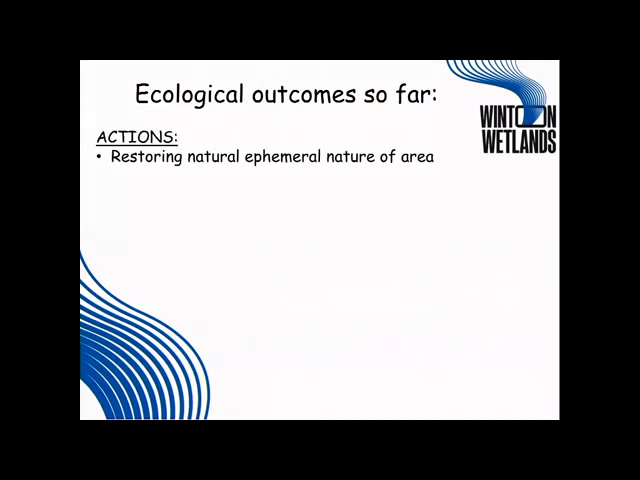 Ecological outcomes so far:
WINTON
WETLANDS
ACTIONS:
• Restoring natural ephemeral nature of area